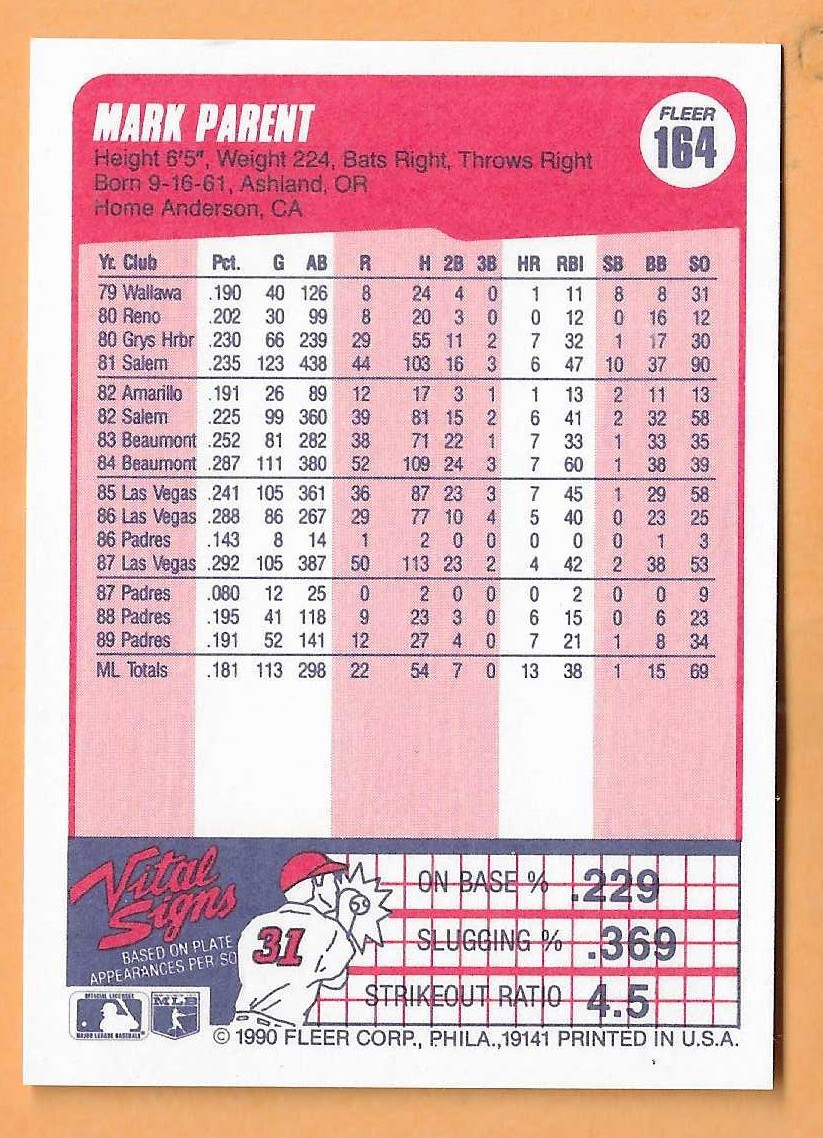 MARK PARENT
FLEER
164
Height 6'5", Weight 224, Bats Right, Throws Right
Born 9-16-61, Ashland, OR
Home Anderson, CA
Yr. Club Pct. G AB R H 2B 3B HR RBI SB BB SO
79 Wallawa .190 40 126 8 24 4 0 1 11 8 8 31
80 Reno .202 30 99 8 20 3 0 0 12 0 16 12
80 Grys Hrbr .230 66 239 29 55 11 2 7 32 1 17 30
81 Salem .235 123 438 44 103 16 3 6 47 10 37 90
82 Amarillo .191 26 89 12 17 3 1 1 13 2 11 13
82 Salem .225 99 360 39 81 15 2 6 41 2 32 58
83 Beaumont .252 81 282 38 71 22 1 7 33 1 33 35
84 Beaumont .287 111 380 52 109 24 3 7 60 1 38 39
85 Las Vegas .241 105 361 36 87 23 3 7 45 1 29 58
86 Las Vegas .288 86 267 29 77 10 4 5 40 0 23 25
86 Padres .143 8 14 1 2 0 0 0 0 0 1 3
87 Las Vegas .292 105 387 50 113 23 2 4 42 2 38 53
87 Padres .080 12 25 0 2 0 0 0 2 0 0 9
88 Padres .195 41 118 9 23 3 0 6 15 0 6 23
89 Padres .191 52 141 12 27 4 0 7 21 1 8 34
ML Totals .181 113 298 22 54 7 0 13 38 1 15 69
Vital
Signs
BASED ON PLATE
APPEARANCES PER SO
31
ON BASE % .229
SLUGGING % .369
STRIKEOUT RATIO 4.5
OFFICIAL LICENSEE
MAJOR LEAGUE BASEBALL
MLB
© 1990 FLEER CORP., PHILA.,19141 PRINTED IN U.S.A.